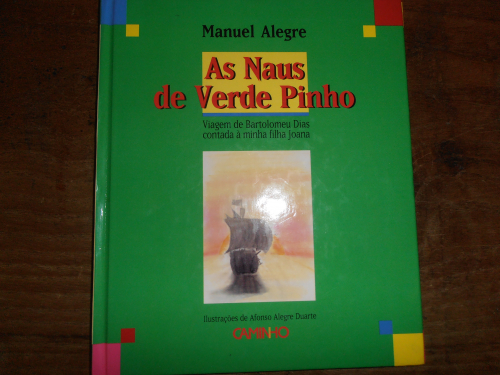 Manuel Alegre
As Naus
de Verde Pinho
Viagem de Bartolomeu Dias
contada à minha filha Joana
Ilustrações de Afonso Alegre Duarte
CAMINHO